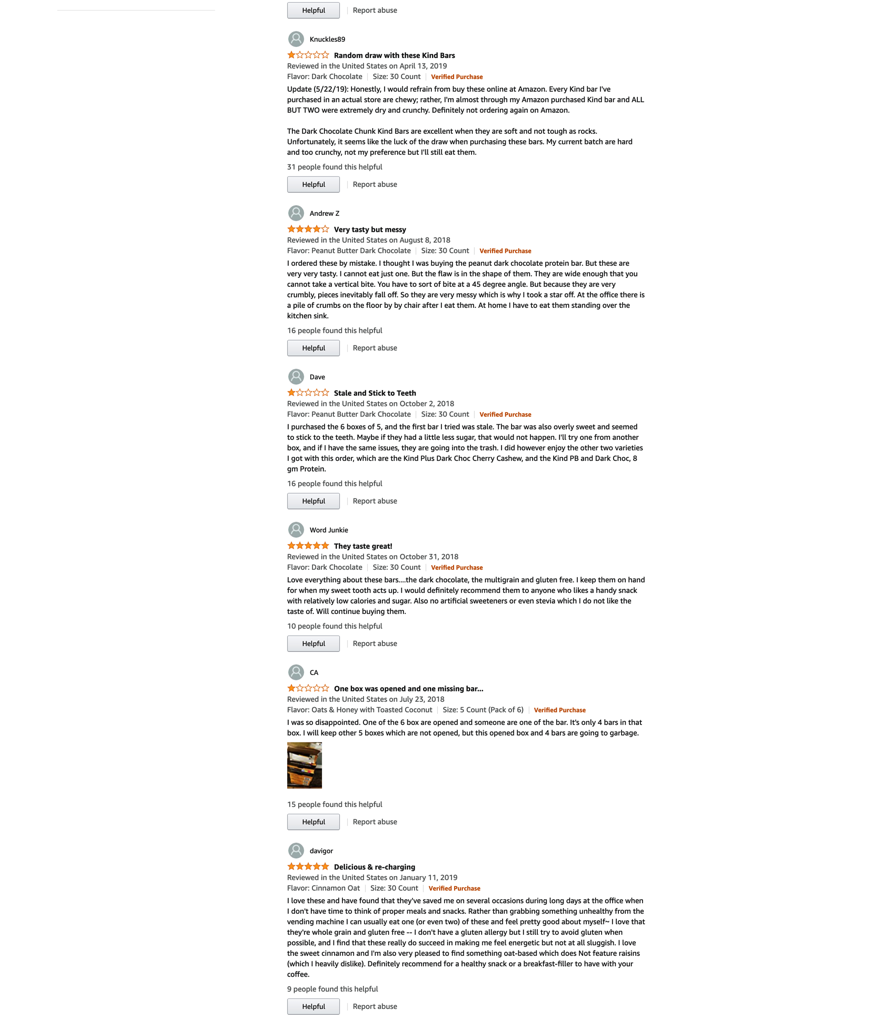 Helpful | Report abuse
Knuckles89
Random draw with these Kind Bars
Reviewed in the United States on April 13, 2019
Flavor: Dark Chocolate | Size: 30 Count | Verified Purchase
Update (5/22/19): Honestly, I would refrain from buy these online at Amazon. Every Kind bar I've
purchased in an actual store are chewy; rather, I'm almost through my Amazon purchased Kind bar and ALL
BUT TWO were extremely dry and crunchy. Definitely not ordering again on Amazon.
The Dark Chocolate Chunk Kind Bars are excellent when they are soft and not tough as rocks.
Unfortunately, it seems like the luck of the draw when purchasing these bars. My current batch are hard
and too crunchy, not my preference but I'll still eat them.
31 people found this helpful
Helpful | Report abuse
Andrew Z
Very tasty but messy
Reviewed in the United States on August 8, 2018
Flavor: Peanut Butter Dark Chocolate | Size: 30 Count | Verified Purchase
I ordered these by mistake. I thought I was buying the peanut dark chocolate protein bar. But these are
very very tasty. I cannot eat just one. But the flaw is in the shape of them. They are wide enough that you
cannot take a vertical bite. You have to sort of bite at a 45 degree angle. But because they are very
crumbly, pieces inevitably fall off. So they are very messy which is why I took a star off. At the office there is
a pile of crumbs on the floor by by chair after I eat them. At home I have to eat them standing over the
kitchen sink.
16 people found this helpful
Helpful | Report abuse
Dave
Stale and Stick to Teeth
Reviewed in the United States on October 2, 2018
Flavor: Peanut Butter Dark Chocolate | Size: 30 Count | Verified Purchase
I purchased the 6 boxes of 5, and the first bar I tried was stale. The bar was also overly sweet and seemed
to stick to the teeth. Maybe if they had a little less sugar, that would not happen. I'll try one from another
box, and if I have the same issues, they are going into the trash. I did however enjoy the other two varieties
I got with this order, which are the Kind Plus Dark Choc Cherry Cashew, and the Kind PB and Dark Choc, 8
gm Protein.
16 people found this helpful
Helpful | Report abuse
Word Junkie
They taste great!
Reviewed in the United States on October 31, 2018
Flavor: Dark Chocolate | Size: 30 Count | Verified Purchase
Love everything about these bars....the dark chocolate, the multigrain and gluten free. I keep them on hand
for when my sweet tooth acts up. I would definitely recommend them to anyone who likes a handy snack
with relatively low calories and sugar. Also no artificial sweeteners or even stevia which I do not like the
taste of. Will continue buying them.
10 people found this helpful
Helpful | Report abuse
CA
One box was opened and one missing bar...
Reviewed in the United States on July 23, 2018
Flavor: Oats & Honey with Toasted Coconut | Size: 5 Count (Pack of 6) | Verified Purchase
I was so disappointed. One of the 6 box are opened and someone are one of the bar. It's only 4 bars in that
box. I will keep other 5 boxes which are not opened, but this opened box and 4 bars are going to garbage.
15 people found this helpful
Helpful | Report abuse
davigor
Delicious & re-charging
Reviewed in the United States on January 11, 2019
Flavor: Cinnamon Oat | Size: 30 Count | Verified Purchase
I love these and have found that they've saved me on several occasions during long days at the office when
I don't have time to think of proper meals and snacks. Rather than grabbing something unhealthy from the
vending machine I can usually eat one (or even two) of these and feel pretty good about myself-- I love that
they're whole grain and gluten free -- I don't have a gluten allergy but I still try to avoid gluten when
possible, and I find that these really do succeed in making me feel energetic but not at all sluggish. I love
the sweet cinnamon and I'm also very pleased to find something oat-based which does Not feature raisins
(which I heavily dislike). Definitely recommend for a healthy snack or a breakfast-filler to have with your
coffee.
9 people found this helpful
Helpful | Report abuse